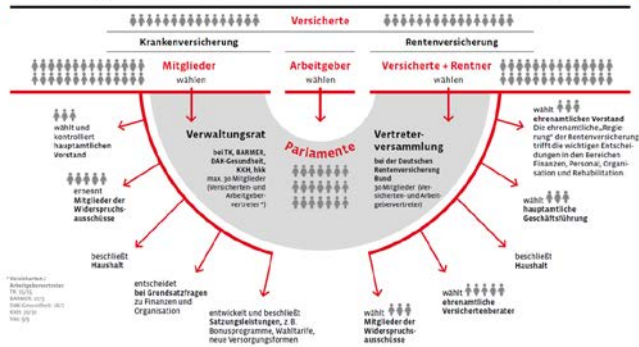 Versicherte
Krankenversicherung
Rentenversicherung
Mitglieder
wählen
Arbeitgeber
wählen
Versicherte + Rentner
wählen
Parlamente
Verwaltungsrat
bei TK, BARMER,
DAK-Gesundheit,
KKH, hkk
max. 30 Mitglieder
(Versicherten- und
Arbeitgeber-
vertreter*)
Vertreter-
versammlung
bei der Deutschen
Rentenversicherung
Bund
30 Mitglieder (Ver-
sicherten- und Arbeit-
gebervertreter)
wählt und
kontrolliert
hauptamtlichen
Vorstand
ernennt
Mitglieder der
Widerspruchs-
ausschüsse
beschließt
Haushalt
entscheidet
bei Grundsatzfragen
zu Finanzen und
Organisation
entwickelt und beschließt
Satzungsleistungen, z. B.
Bonusprogramme, Wahltarife,
neue Versorgungsformen
wählt
Mitglieder der
Widerspruchs-
ausschüsse
wählt
ehrenamtliche
Versichertenberater
beschließt
Haushalt
wählt
hauptamtliche
Geschäftsführung
wählt
ehrenamtlichen Vorstand
Die ehrenamtliche „Regie
rung“ der Rentenversicherung
trifft die wichtigen Entschei-
dungen in den Bereichen
Finanzen, Personal, Organi-
sation und Rehabilitation.
* Versicherten-/
Arbeitgebervertreter